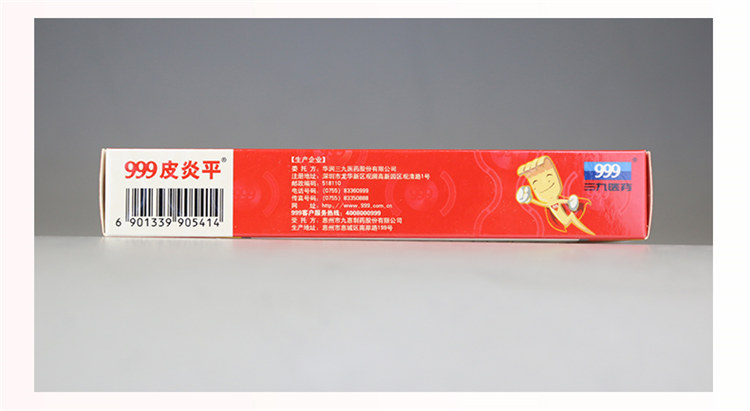 999皮炎平®
6 901339 905414
【生产企业】
委托方：华润三九医药股份有限公司
注册地址：深圳市龙华新区观澜高新园区观清路1号
邮政编码：518110
电话号码：(0755) 83360999
传真号码：(0755) 83350888
网址：http://www.999.com.cn
999客户服务热线：4008000999
受托方：惠州市九惠制药股份有限公司
生产地址：惠州市惠城区高源路199号
999®
三九医药